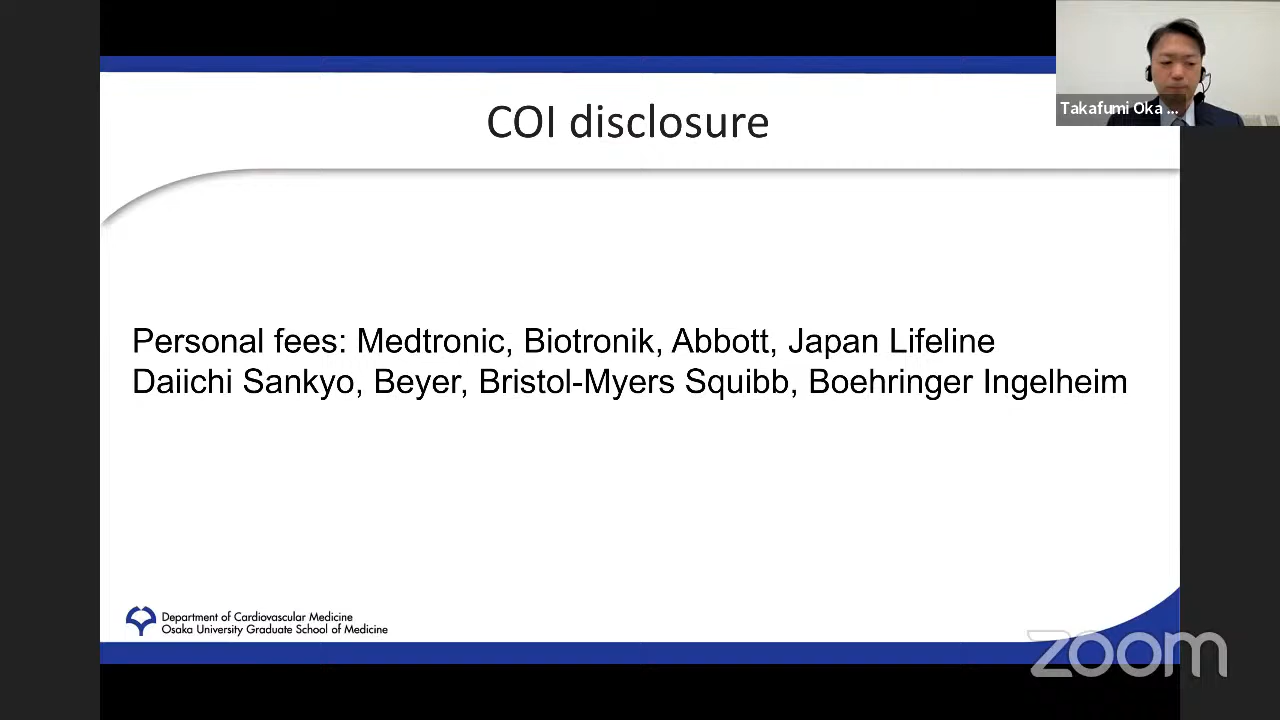 COI disclosure
Takafumi Oka ...
Personal fees: Medtronic, Biotronik, Abbott, Japan Lifeline
Daiichi Sankyo, Beyer, Bristol-Myers Squibb, Boehringer Ingelheim
Department of Cardiovascular Medicine
Osaka University Graduate School of Medicine
zoom